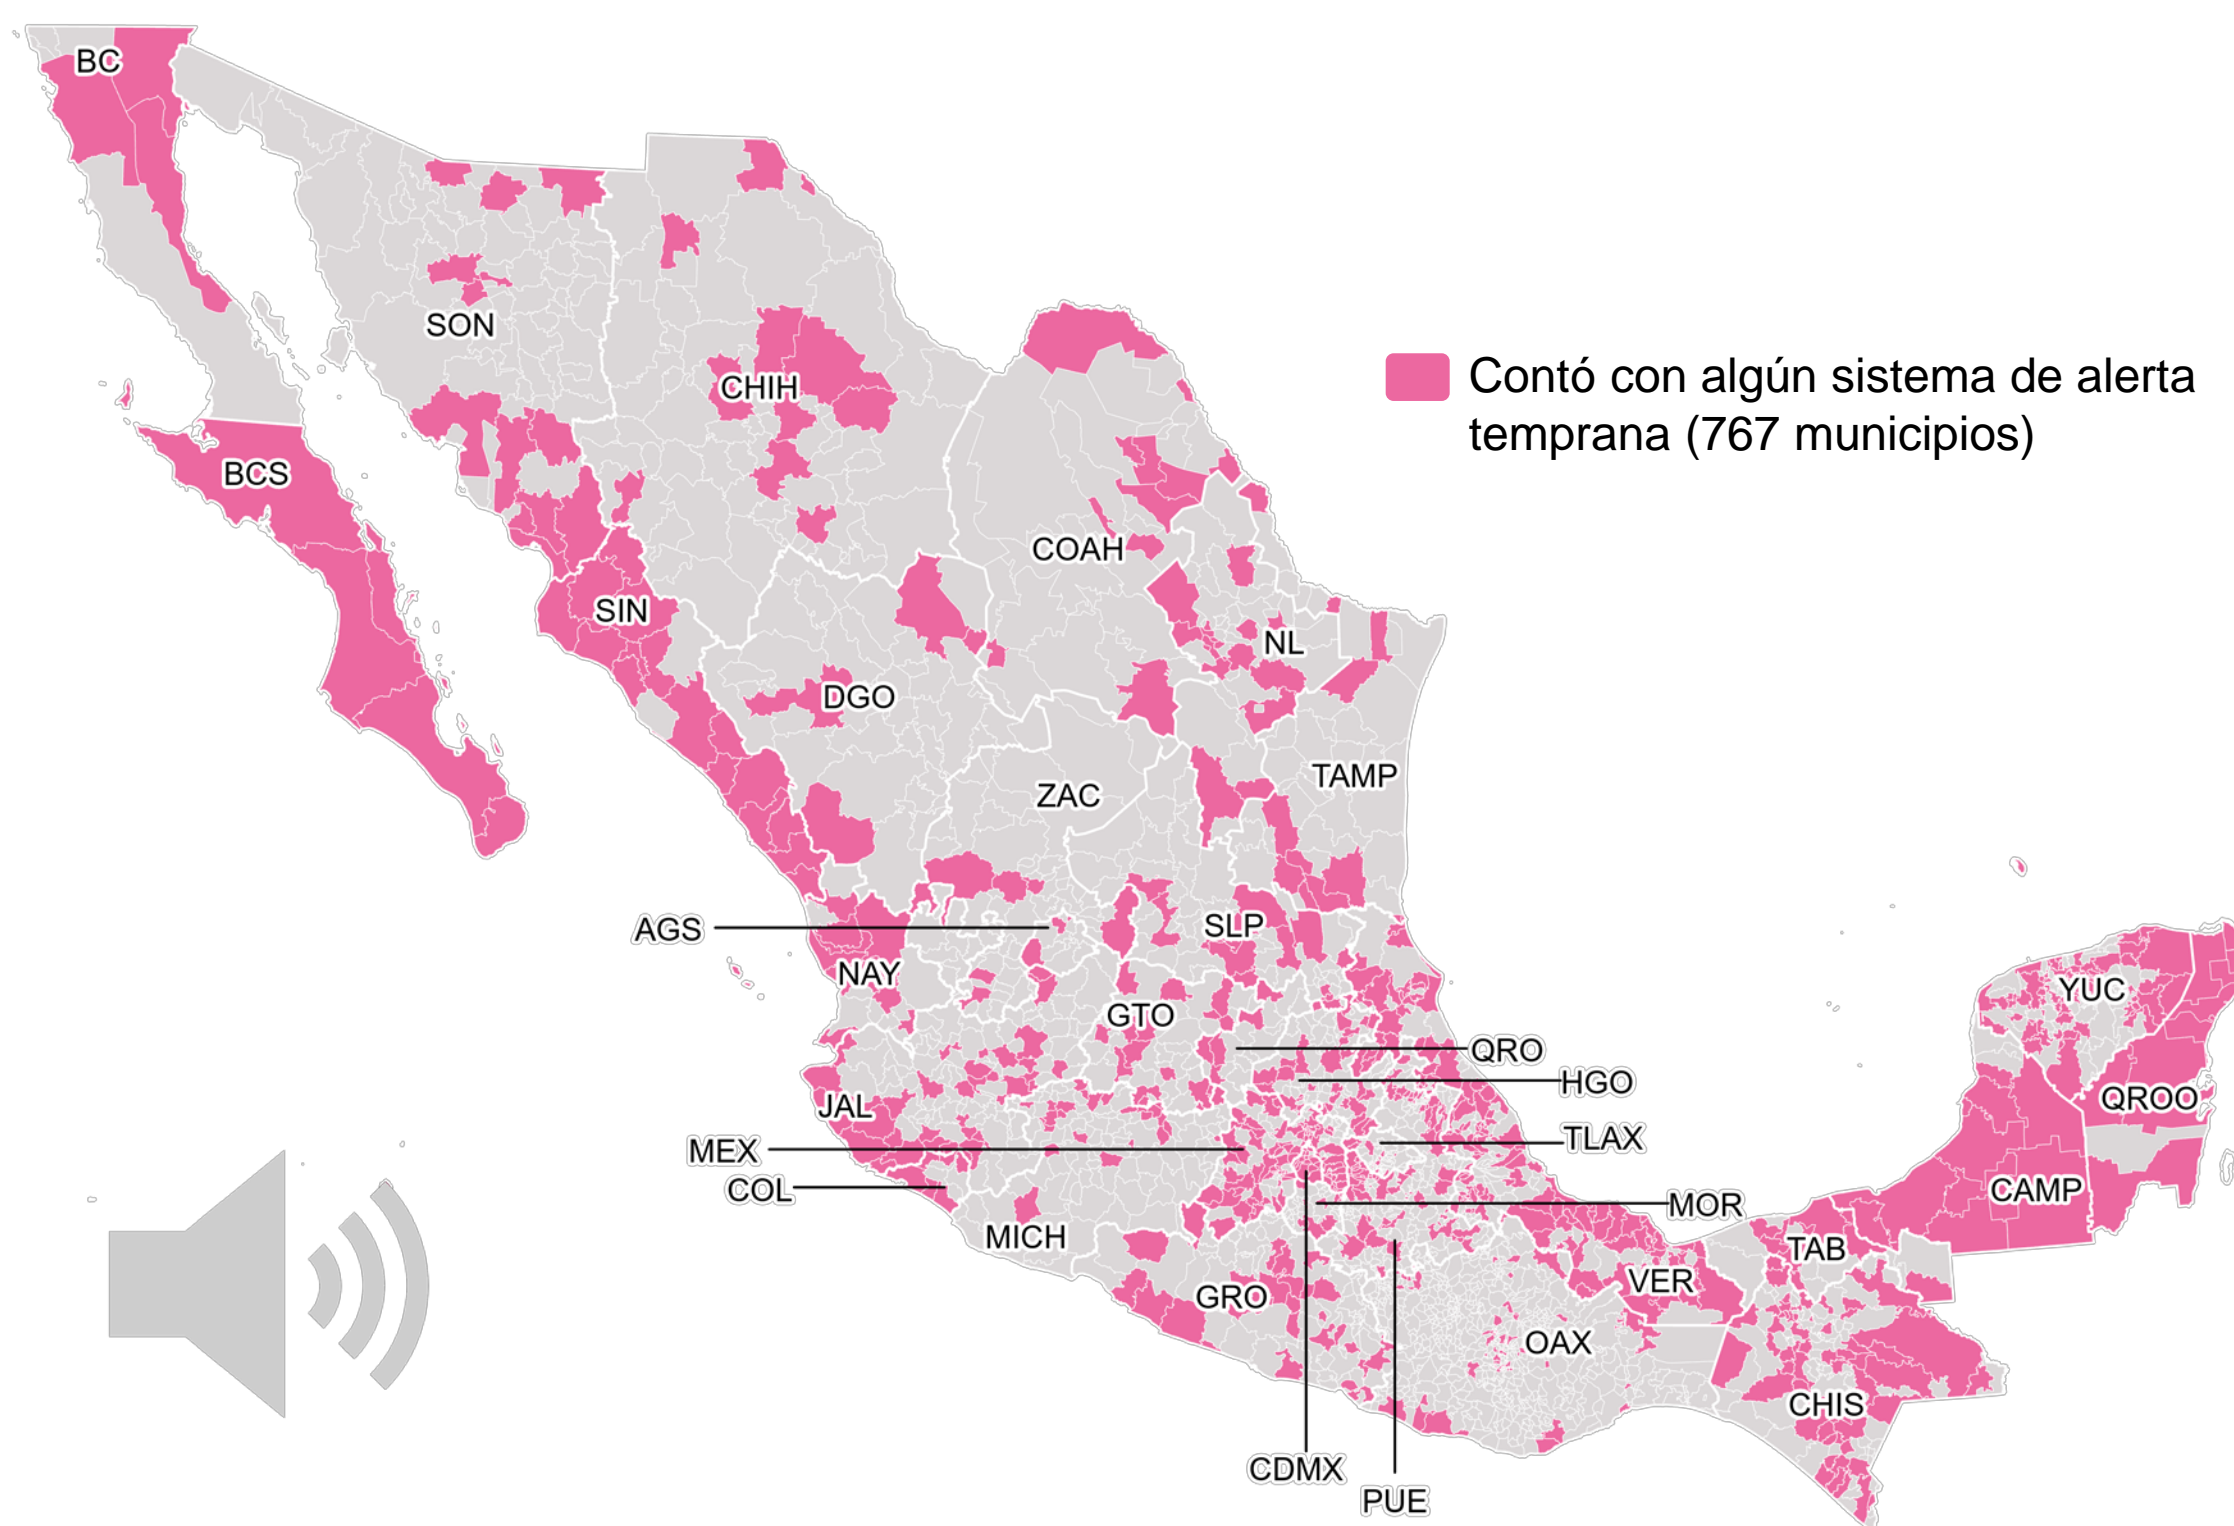 BC
SON
CHIH
Contó con algún sistema de alerta
temprana (767 municipios)
BCS
COAH
SIN
NL
DGO
TAMP
ZAC
AGS
SLP
NAY
YUC
GTO
QRO
HGO
QROO
JAL
TLAX
MEX
COL
CAMP
MOR
MICH
TAB
VER
GRO
OAX
CHIS
CDMX
PUE